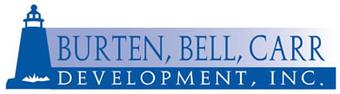 BURTEN, BELL, CARR
DEVELOPMENT, INC.